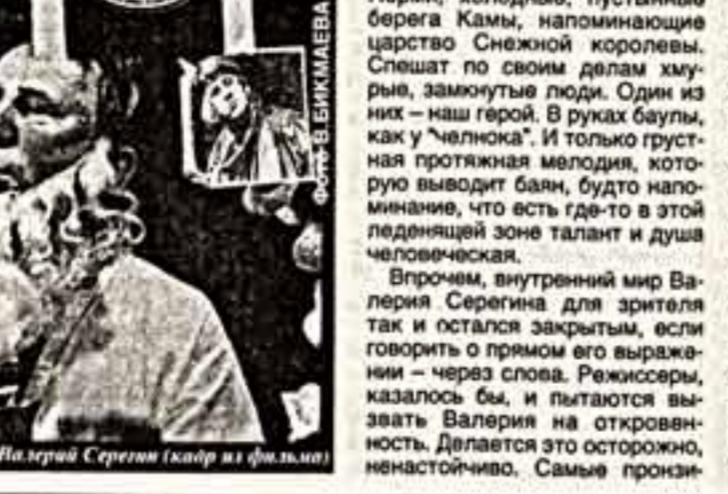 берега Камы, напоминающие
царство Снежной королевы.
Спешат по своим делам хму-
рые, замкнутые люди. Один из
них – наш герой. В руках баулы,
как у "челнока". И только груст-
ная протяжная мелодия, кото-
рую выводит баян, будто напо-
минание, что есть где-то в этой
леденящей зоне талант и душа
человеческая.
Впрочем, внутренний мир Ва-
лерия Серегина для зрителя
так и остался закрытым, если
говорить о прямом его выраже-
нии – через слова. Режиссеры,
казалось бы, и пытаются вы-
звать Валерия на откровен-
ность. Делается это осторожно,
ненастойчиво. Самые пронзи-
Фото В. БИКМАЕВА
Валерий Серегин (кадр из фильма)